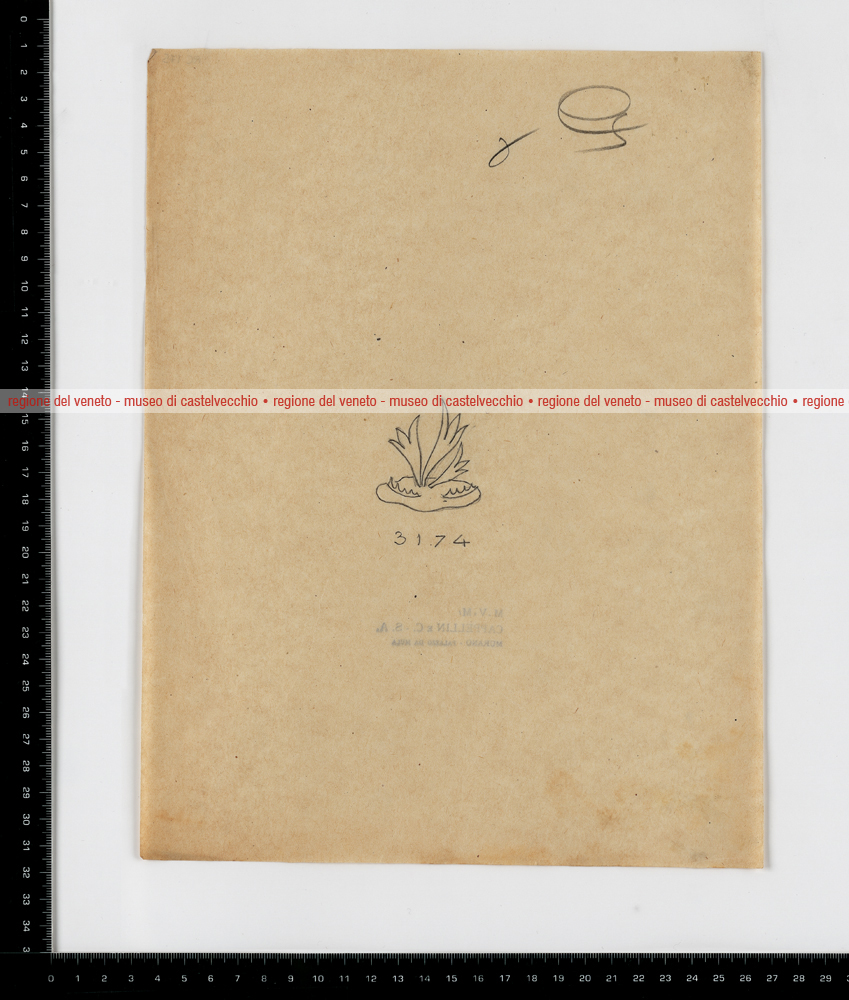 regione del veneto - museo di castelvecchio • regione del veneto - museo di castelvecchio • regione del veneto - museo di castelvecchio • regione
3174
CAPPELLIN & C. S. A.
MURANO
0 1 2 3 4 5 6 7 8 9 10 11 12 13 14 15 16 17 18 19 20 21 22 23 24 25 26 27 28 29 30 31 32 33 34 3
0 1 2 3 4 5 6 7 8 9 10 11 12 13 14 15 16 17 18 19 20 21 22 23 24 25 26 27 28 29